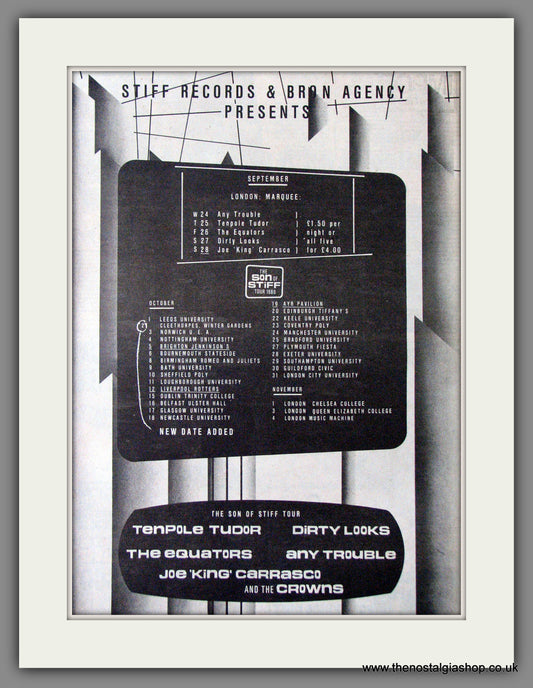 STIFF RECORDS & BRON AGENCY
PRESENTS
SEPTEMBER
LONDON: MARQUEE:
W 24 Any Trouble )
T 25 Tenpole Tudor ) £1.50 per
F 26 The Equators ) night or
S 27 Dirty Looks ) 'all five
S 28 Joe 'King' Carrasco ) for £4.00
THE
SON OF
STIFF
TOUR 1980
OCTOBER
1 LEEDS UNIVERSITY
CLEETHORPES, WINTER GARDENS
3 NORWICH U. E. A.
4 NOTTINGHAM UNIVERSITY
5 BRIGHTON JENKINSON'S
6 BOURNEMOUTH STATESIDE
8 BIRMINGHAM ROMEO AND JULIETS
9 BATH UNIVERSITY
10 SHEFFIELD POLY
11 LOUGHBOROUGH UNIVERSITY
12 LIVERPOOL ROTTERS
15 DUBLIN TRINITY COLLEGE
16 BELFAST ULSTER HALL
17 GLASGOW UNIVERSITY
18 NEWCASTLE UNIVERSITY
NEW DATE ADDED
19 AYR PAVILION
20 EDINBURGH TIFFANY'S
22 KEELE UNIVERSITY
23 COVENTRY POLY
24 MANCHESTER UNIVERSITY
25 BRADFORD UNIVERSITY
27 PLYMOUTH FIESTA
28 EXETER UNIVERSITY
29 SOUTHAMPTON UNIVERSITY
30 GUILDFORD CIVIC
31 LONDON CITY UNIVERSITY
NOVEMBER
1 LONDON CHELSEA COLLEGE
3 LONDON QUEEN ELIZABETH COLLEGE
4 LONDON MUSIC MACHINE
THE SON OF STIFF TOUR
TENPOLE TUDOR DIRTY LOOKS
THE EQUATORS ANY TROUBLE
JOE 'KING' CARRASCO
AND THE CROWNS
www.thenostalgiashop.co.uk